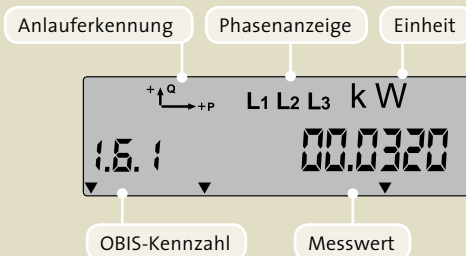 Anlauferkennung Phasenanzeige Einheit
+ Q +P L1 L2 L3 kW
1.6.1 00.0320
OBIS-Kennzahl Messwert